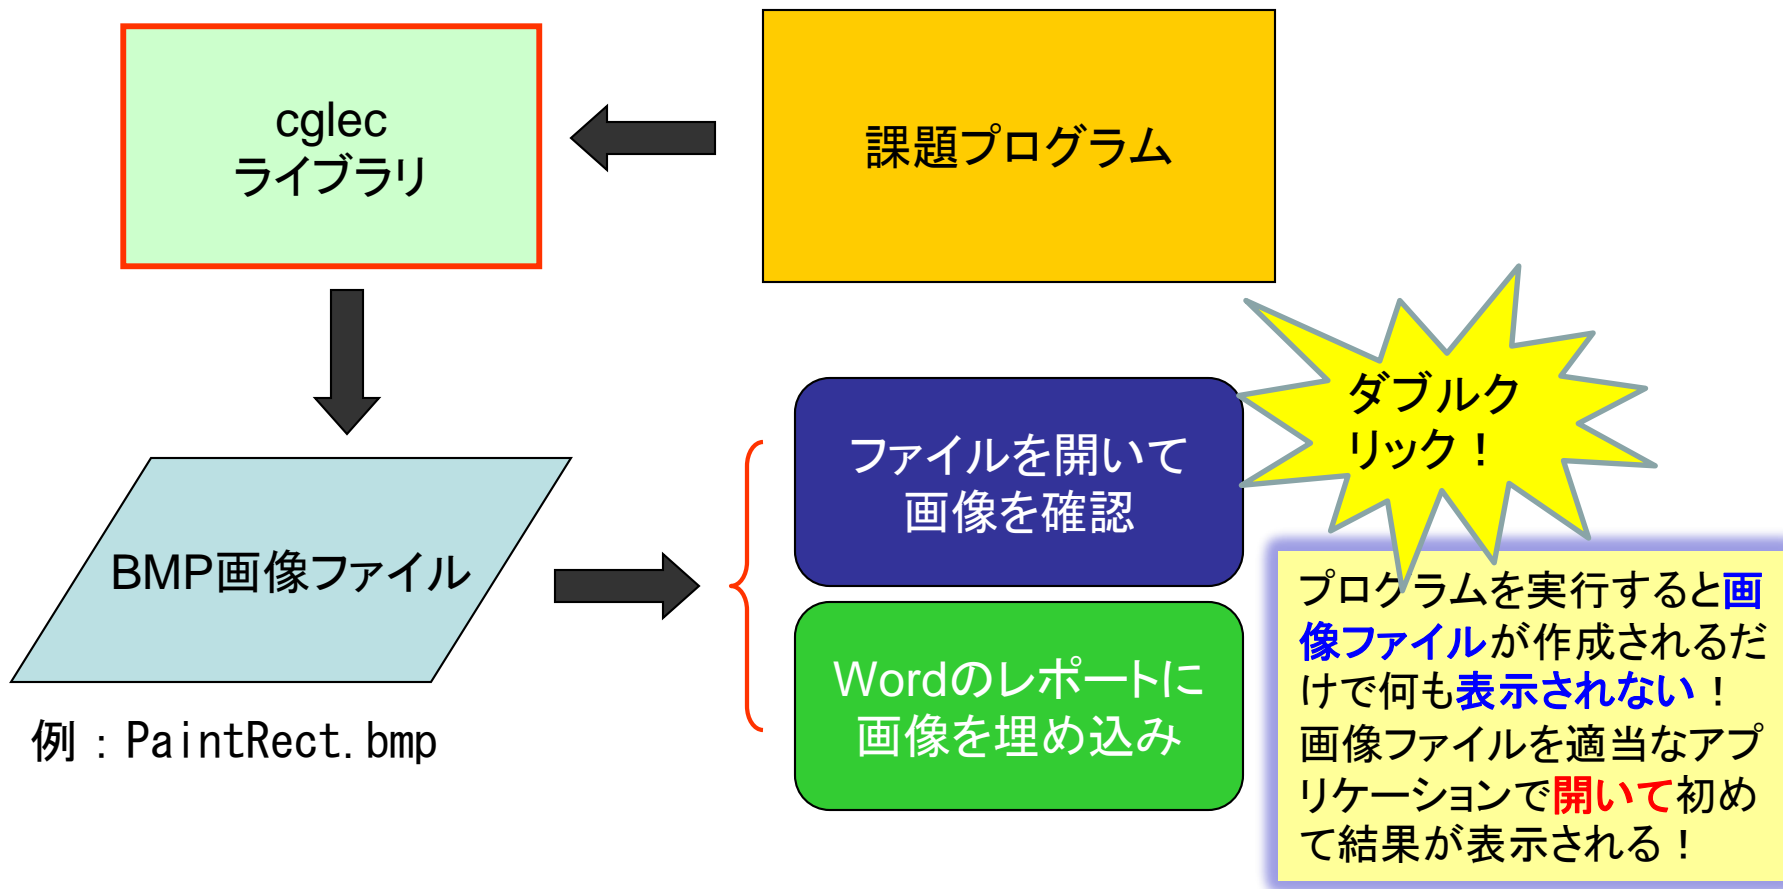 cglec
ライブラリ
課題プログラム
ダブルク
リック！
ファイルを開いて
画像を確認
BMP画像ファイル
Wordのレポートに
画像を埋め込み
例：PaintRect.bmp
プログラムを実行すると画
像ファイルが作成されるだ
けで何も表示されない！
画像ファイルを適当なアプ
リケーションで開いて初め
て結果が表示される！